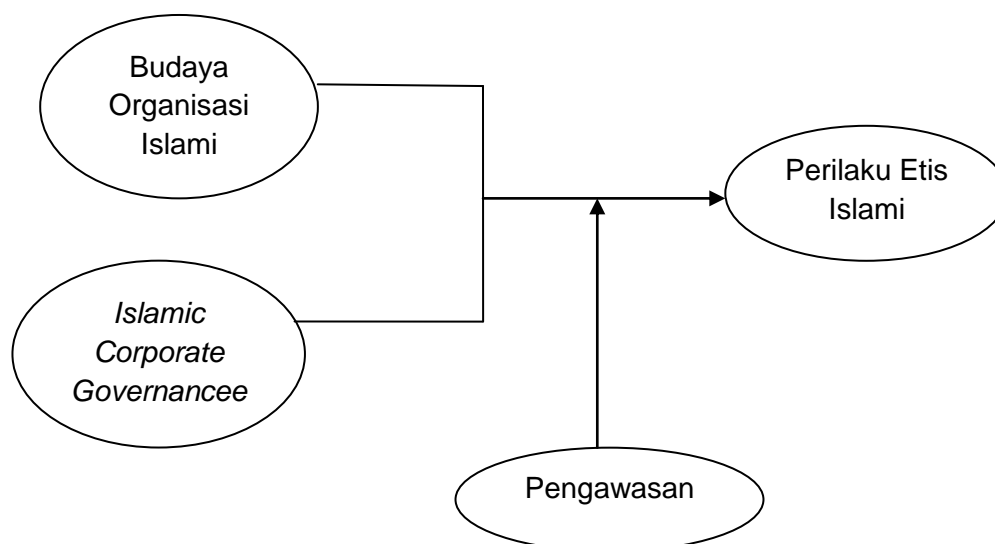 Budaya
Organisasi
Islami
Perilaku Etis
Islami
Islamic
Corporate
Governancee
Pengawasan